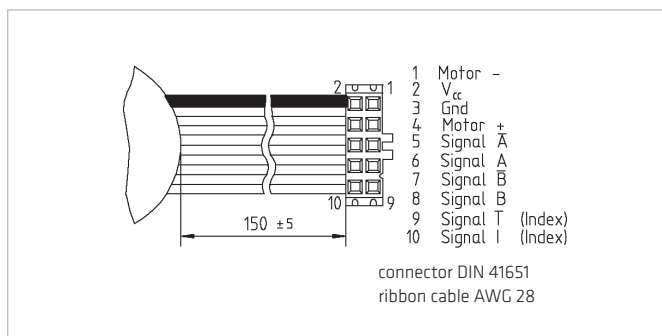 2 1
10 9
150 ±5
1 Motor -
2 Vcc
3 Gnd
4 Motor +
5 Signal A̅
6 Signal A
7 Signal B̅
8 Signal B
9 Signal I̅ (Index)
10 Signal I (Index)
connector DIN 41651
ribbon cable AWG 28